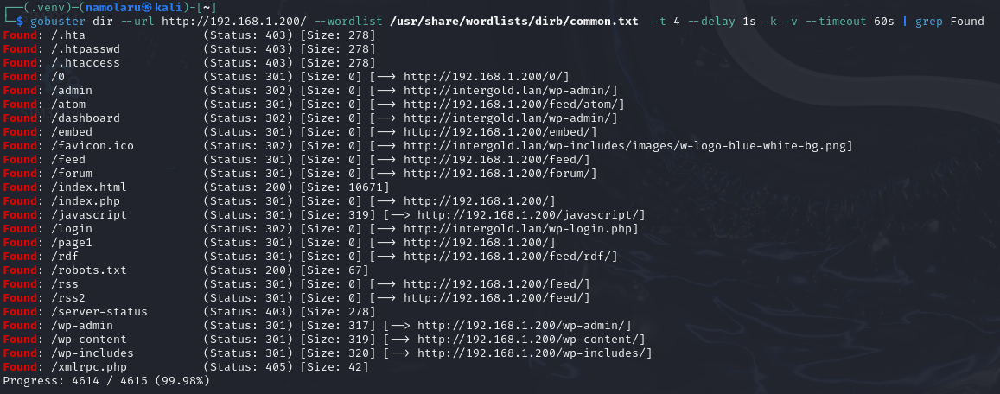 ┌──(.venv)─(namolaru㉿kali)-[~]
└─$ gobuster dir --url http://192.168.1.200/ --wordlist /usr/share/wordlists/dirb/common.txt  -t 4 --delay 1s -k -v --timeout 60s | grep Found
Found: /.hta                 (Status: 403) [Size: 278]
Found: /.htpasswd            (Status: 403) [Size: 278]
Found: /.htaccess            (Status: 403) [Size: 278]
Found: /0                    (Status: 301) [Size: 0] [--> http://192.168.1.200/0/]
Found: /admin                (Status: 302) [Size: 0] [--> http://intergold.lan/wp-admin/]
Found: /atom                 (Status: 301) [Size: 0] [--> http://192.168.1.200/feed/atom/]
Found: /dashboard            (Status: 302) [Size: 0] [--> http://intergold.lan/wp-admin/]
Found: /embed                (Status: 301) [Size: 0] [--> http://192.168.1.200/embed/]
Found: /favicon.ico          (Status: 302) [Size: 0] [--> http://intergold.lan/wp-includes/images/w-logo-blue-white-bg.png]
Found: /feed                 (Status: 301) [Size: 0] [--> http://192.168.1.200/feed/]
Found: /forum                (Status: 301) [Size: 0] [--> http://192.168.1.200/forum/]
Found: /index.html           (Status: 200) [Size: 10671]
Found: /index.php            (Status: 301) [Size: 0] [--> http://192.168.1.200/]
Found: /javascript           (Status: 301) [Size: 319] [--> http://192.168.1.200/javascript/]
Found: /login                (Status: 302) [Size: 0] [--> http://intergold.lan/wp-login.php]
Found: /page1                (Status: 301) [Size: 0] [--> http://192.168.1.200/]
Found: /rdf                  (Status: 301) [Size: 0] [--> http://192.168.1.200/feed/rdf/]
Found: /robots.txt           (Status: 200) [Size: 67]
Found: /rss                  (Status: 301) [Size: 0] [--> http://192.168.1.200/feed/]
Found: /rss2                 (Status: 301) [Size: 0] [--> http://192.168.1.200/feed/]
Found: /server-status        (Status: 403) [Size: 278]
Found: /wp-admin             (Status: 301) [Size: 317] [--> http://192.168.1.200/wp-admin/]
Found: /wp-content           (Status: 301) [Size: 319] [--> http://192.168.1.200/wp-content/]
Found: /wp-includes          (Status: 301) [Size: 320] [--> http://192.168.1.200/wp-includes/]
Found: /xmlrpc.php           (Status: 405) [Size: 42]
Progress: 4614 / 4615 (99.98%)